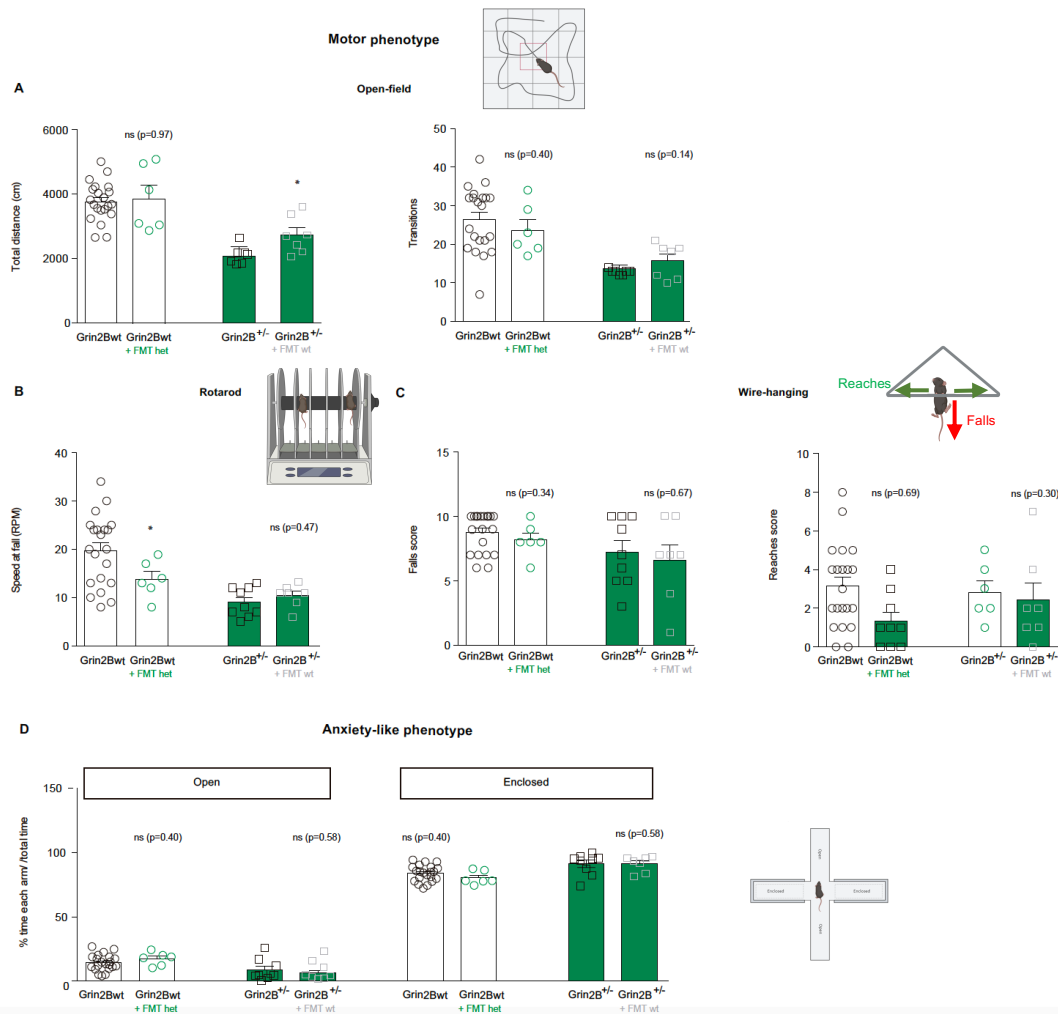 Motor phenotype
A
Open-field
Total distance (cm)
6000
4000
2000
0
ns (p=0.97)
*
Grin2Bwt
Grin2Bwt
+ FMT het
Grin2B+/-
Grin2B+/-
+ FMT wt
Transitions
50
40
30
20
10
0
ns (p=0.40)
ns (p=0.14)
Grin2Bwt
Grin2Bwt
+ FMT het
Grin2B+/-
Grin2B+/-
+ FMT wt
B
Rotarod
Speed at fall (RPM)
40
30
20
10
0
*
ns (p=0.47)
Grin2Bwt
Grin2Bwt
+ FMT het
Grin2B+/-
Grin2B+/-
+ FMT wt
C
Wire-hanging
Reaches
Falls
Falls score
15
10
5
0
ns (p=0.34)
ns (p=0.67)
Grin2Bwt
Grin2Bwt
+ FMT het
Grin2B+/-
Grin2B+/-
+ FMT wt
Reaches score
10
8
6
4
2
0
ns (p=0.69)
ns (p=0.30)
Grin2Bwt
Grin2Bwt
+ FMT het
Grin2B+/-
Grin2B+/-
+ FMT wt
D
Anxiety-like phenotype
Open
Enclosed
% time each arm/ /total time
150
100
50
0
ns (p=0.40)
ns (p=0.58)
ns (p=0.40)
ns (p=0.58)
Grin2Bwt
Grin2Bwt
+ FMT het
Grin2B+/-
Grin2B+/-
+ FMT wt
Grin2Bwt
Grin2Bwt
+ FMT het
Grin2B+/-
Grin2B+/-
+ FMT wt
Open
Enclosed
Enclosed
Open